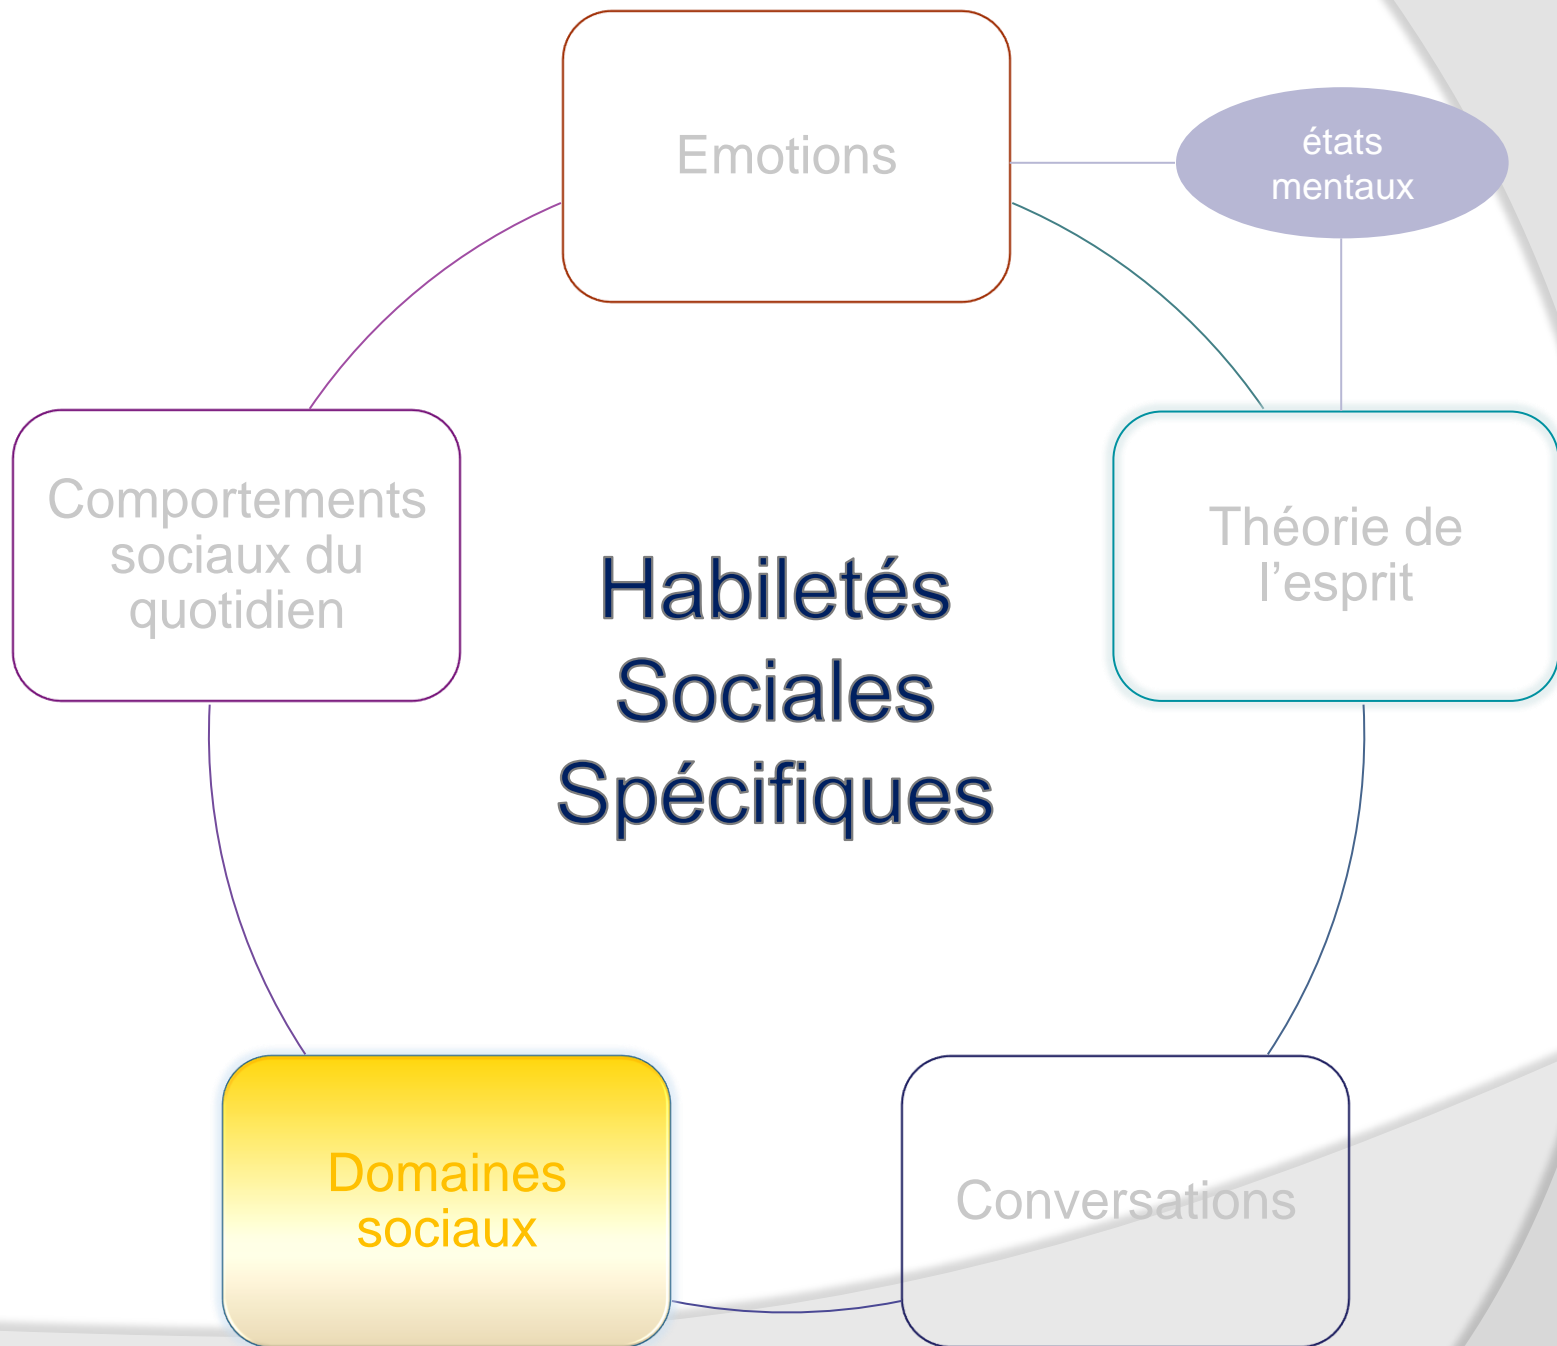 Emotions
états
mentaux
Comportements
sociaux du
quotidien
Théorie de
l’esprit
Habiletés
Sociales
Spécifiques
Domaines
sociaux
Conversations